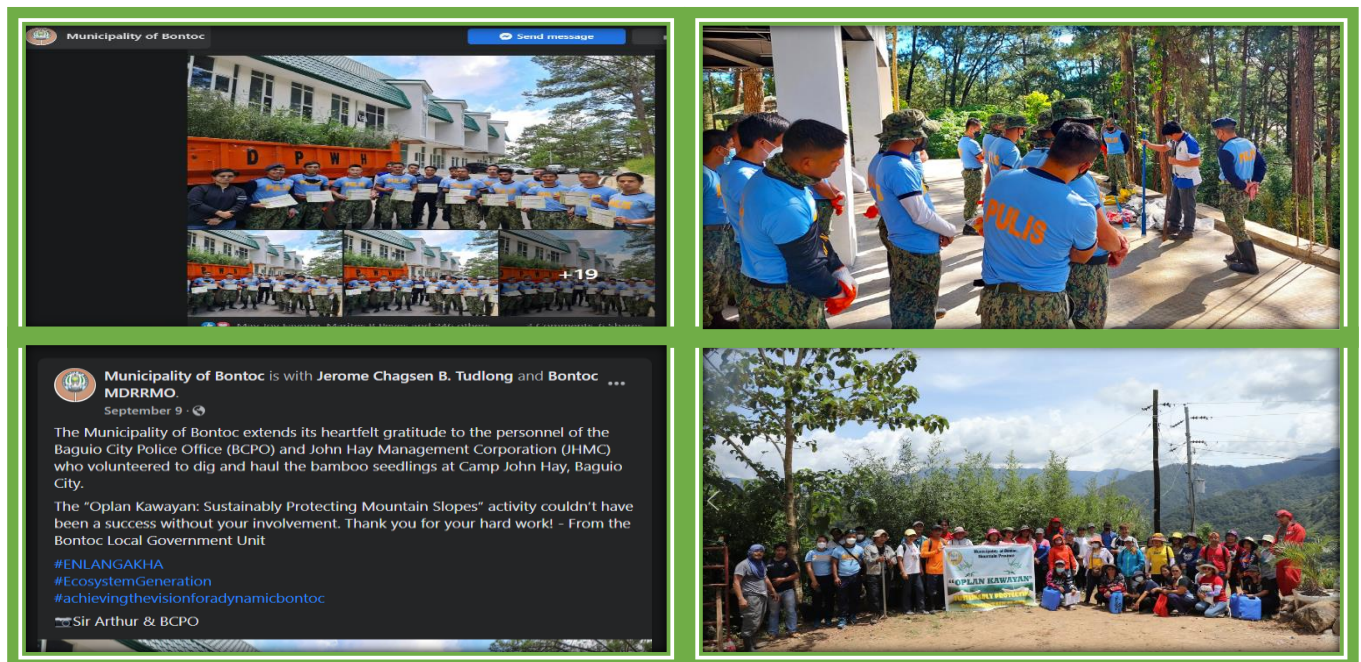 Municipality of Bontoc
Send message
DPWH
+19
PULIS
Municipality of Bontoc is with Jerome Chagsen B. Tudlong and Bontoc
MDRRMO.
September 9
The Municipality of Bontoc extends its heartfelt gratitude to the personnel of the
Baguio City Police Office (BCPO) and John Hay Management Corporation (JHMC)
who volunteered to dig and haul the bamboo seedlings at Camp John Hay, Baguio
City.
The “Oplan Kawayan: Sustainably Protecting Mountain Slopes” activity couldn’t have
been a success without your involvement. Thank you for your hard work! - From the
Bontoc Local Government Unit
#ENLANGAKHA
#EcosystemGeneration
#achievingthevisionforadynamicbontoc
Sir Arthur & BCPO
"OPLAN KAWAYAN"